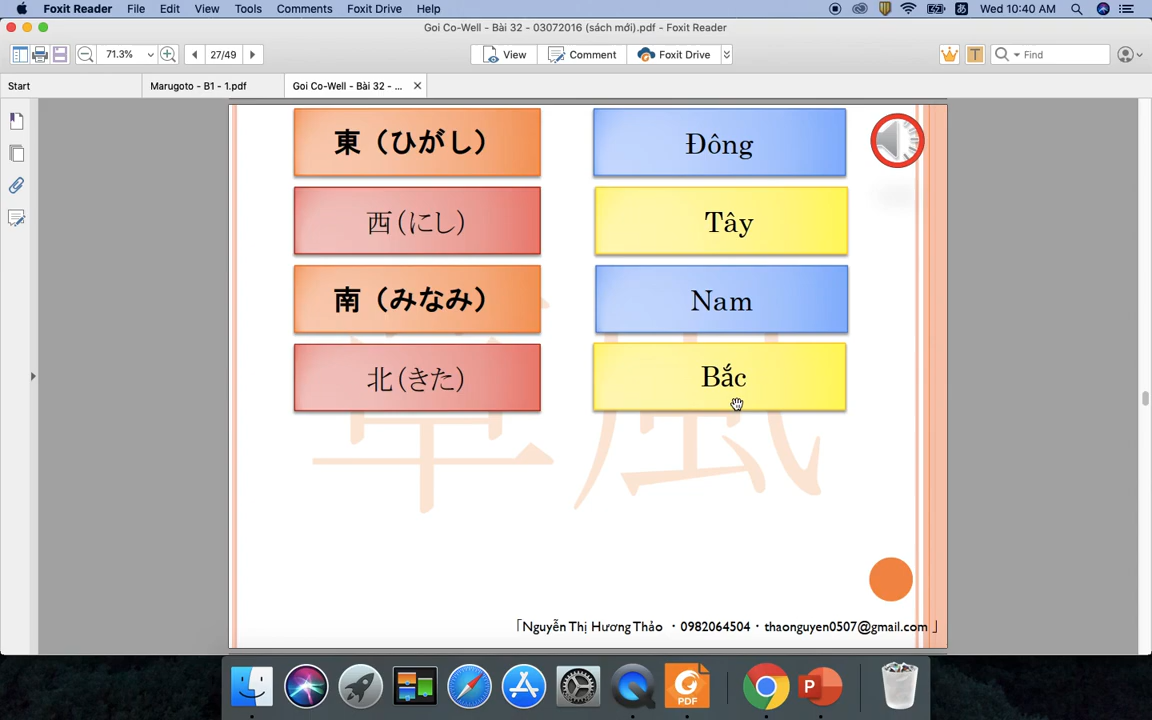 Foxit Reader File Edit View Tools Comments Foxit Drive Help Wed 10:40 AM
Goi Co-Well - Bài 32 - 03072016 (sách mới).pdf - Foxit Reader
71.3% 27/49 View Comment Foxit Drive Find
Start Marugoto - B1 - 1.pdf Goi Co-Well - Bài 32 - ...
東（ひがし） Đông
西（にし） Tây
南（みなみ） Nam
北（きた） Bắc
「Nguyễn Thị Hương Thảo ・0982064504・thaonguyen0507@gmail.com 」
PDF